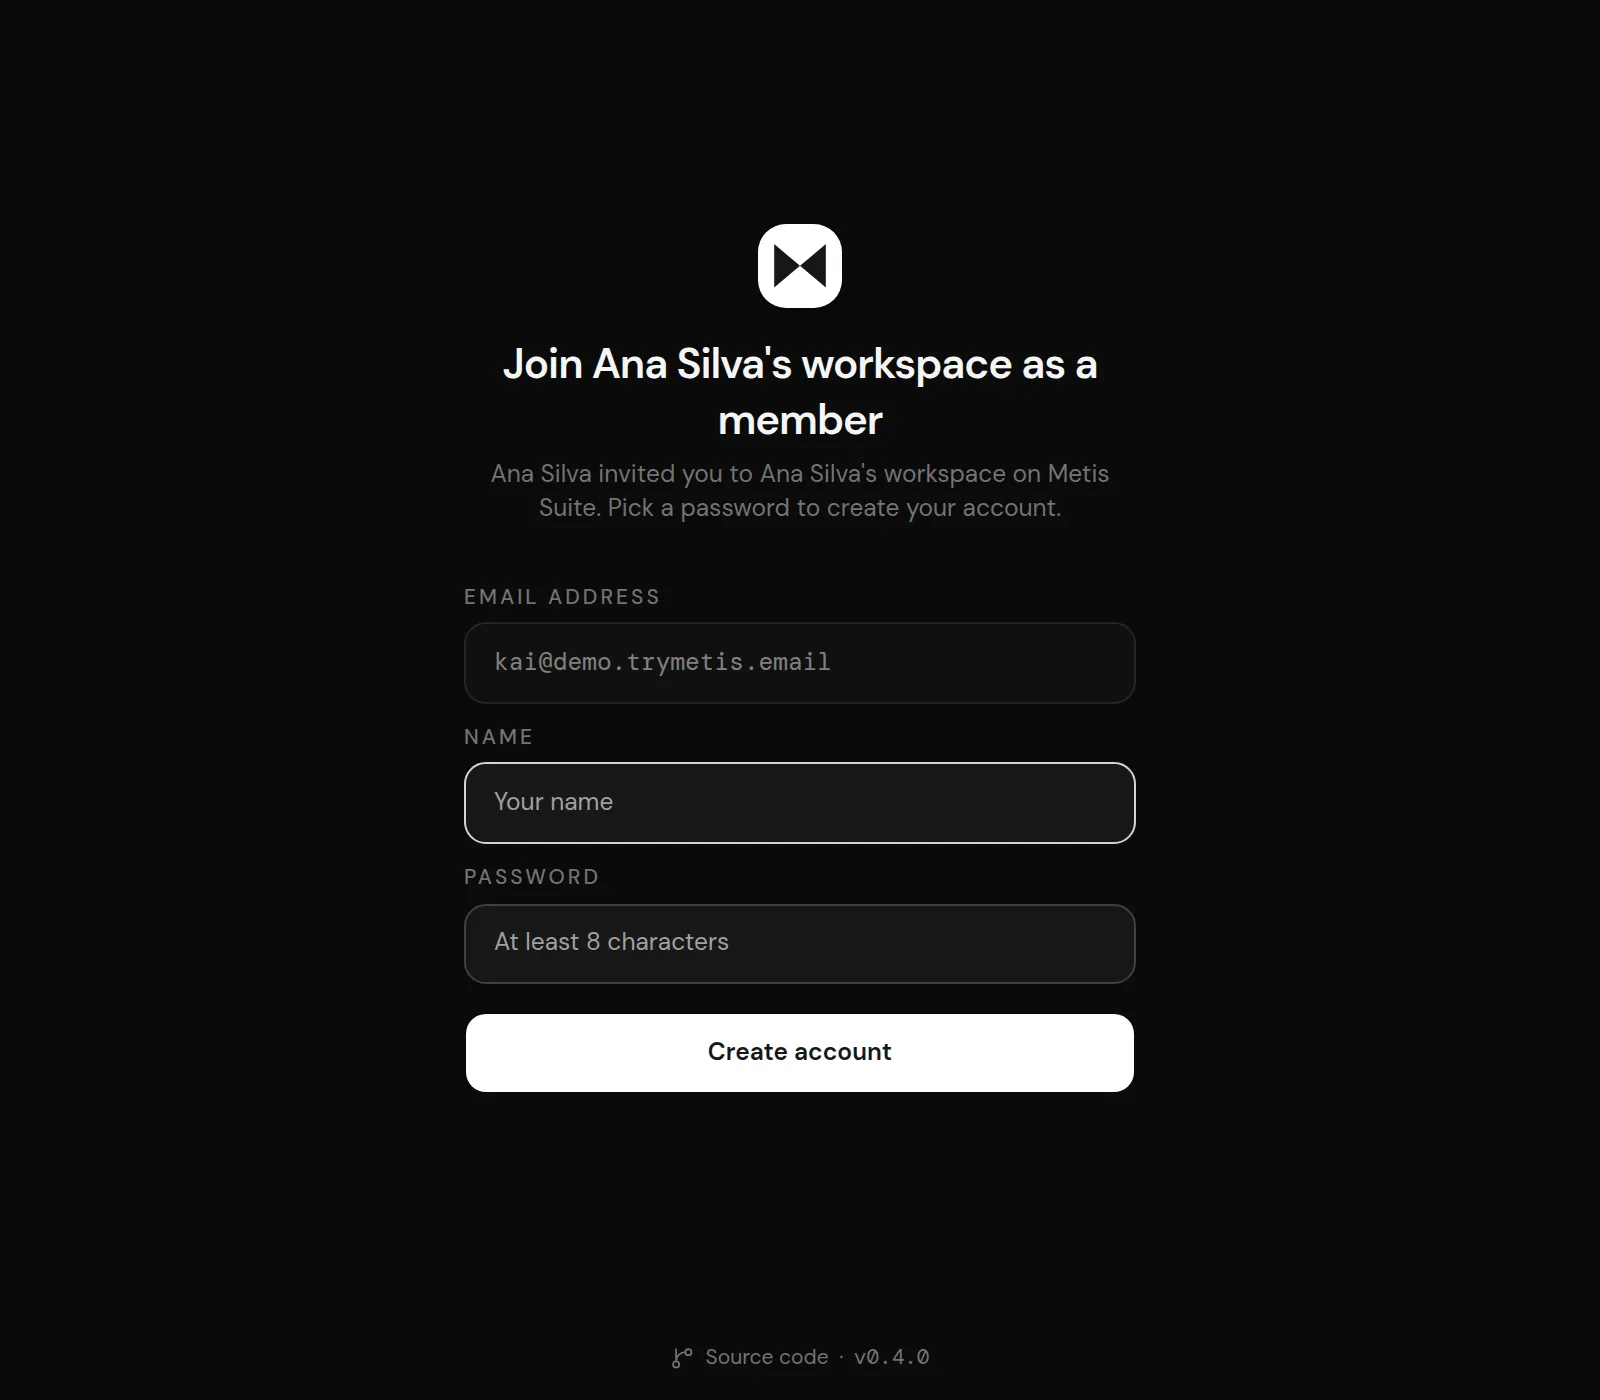 Join Ana Silva's workspace as a
member
Ana Silva invited you to Ana Silva's workspace on Metis
Suite. Pick a password to create your account.
EMAIL ADDRESS
kai@demo.trymetis.email
NAME
Your name
PASSWORD
At least 8 characters
Create account
Source code · v0.4.0